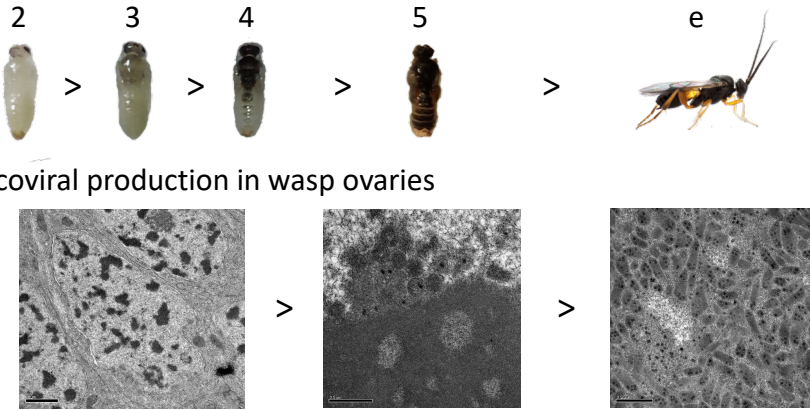 2 3 4 5 e
> > > >
coviral production in wasp ovaries
> >